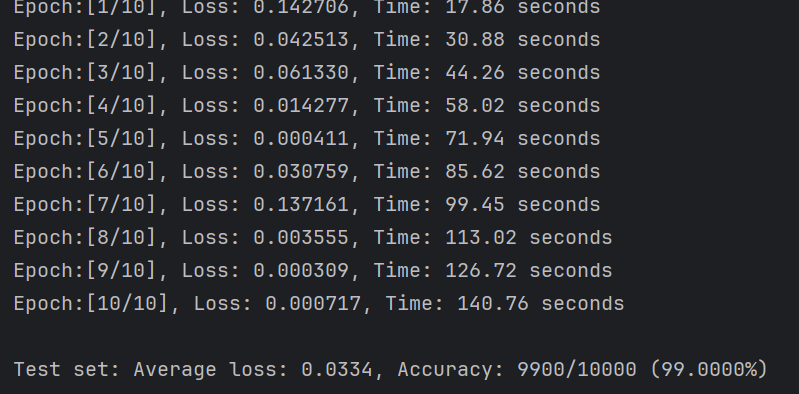 Epoch:[1/10], Loss: 0.142706, Time: 17.86 seconds
Epoch:[2/10], Loss: 0.042513, Time: 30.88 seconds
Epoch:[3/10], Loss: 0.061330, Time: 44.26 seconds
Epoch:[4/10], Loss: 0.014277, Time: 58.02 seconds
Epoch:[5/10], Loss: 0.000411, Time: 71.94 seconds
Epoch:[6/10], Loss: 0.030759, Time: 85.62 seconds
Epoch:[7/10], Loss: 0.137161, Time: 99.45 seconds
Epoch:[8/10], Loss: 0.003555, Time: 113.02 seconds
Epoch:[9/10], Loss: 0.000309, Time: 126.72 seconds
Epoch:[10/10], Loss: 0.000717, Time: 140.76 seconds
Test set: Average loss: 0.0334, Accuracy: 9900/10000 (99.0000%)